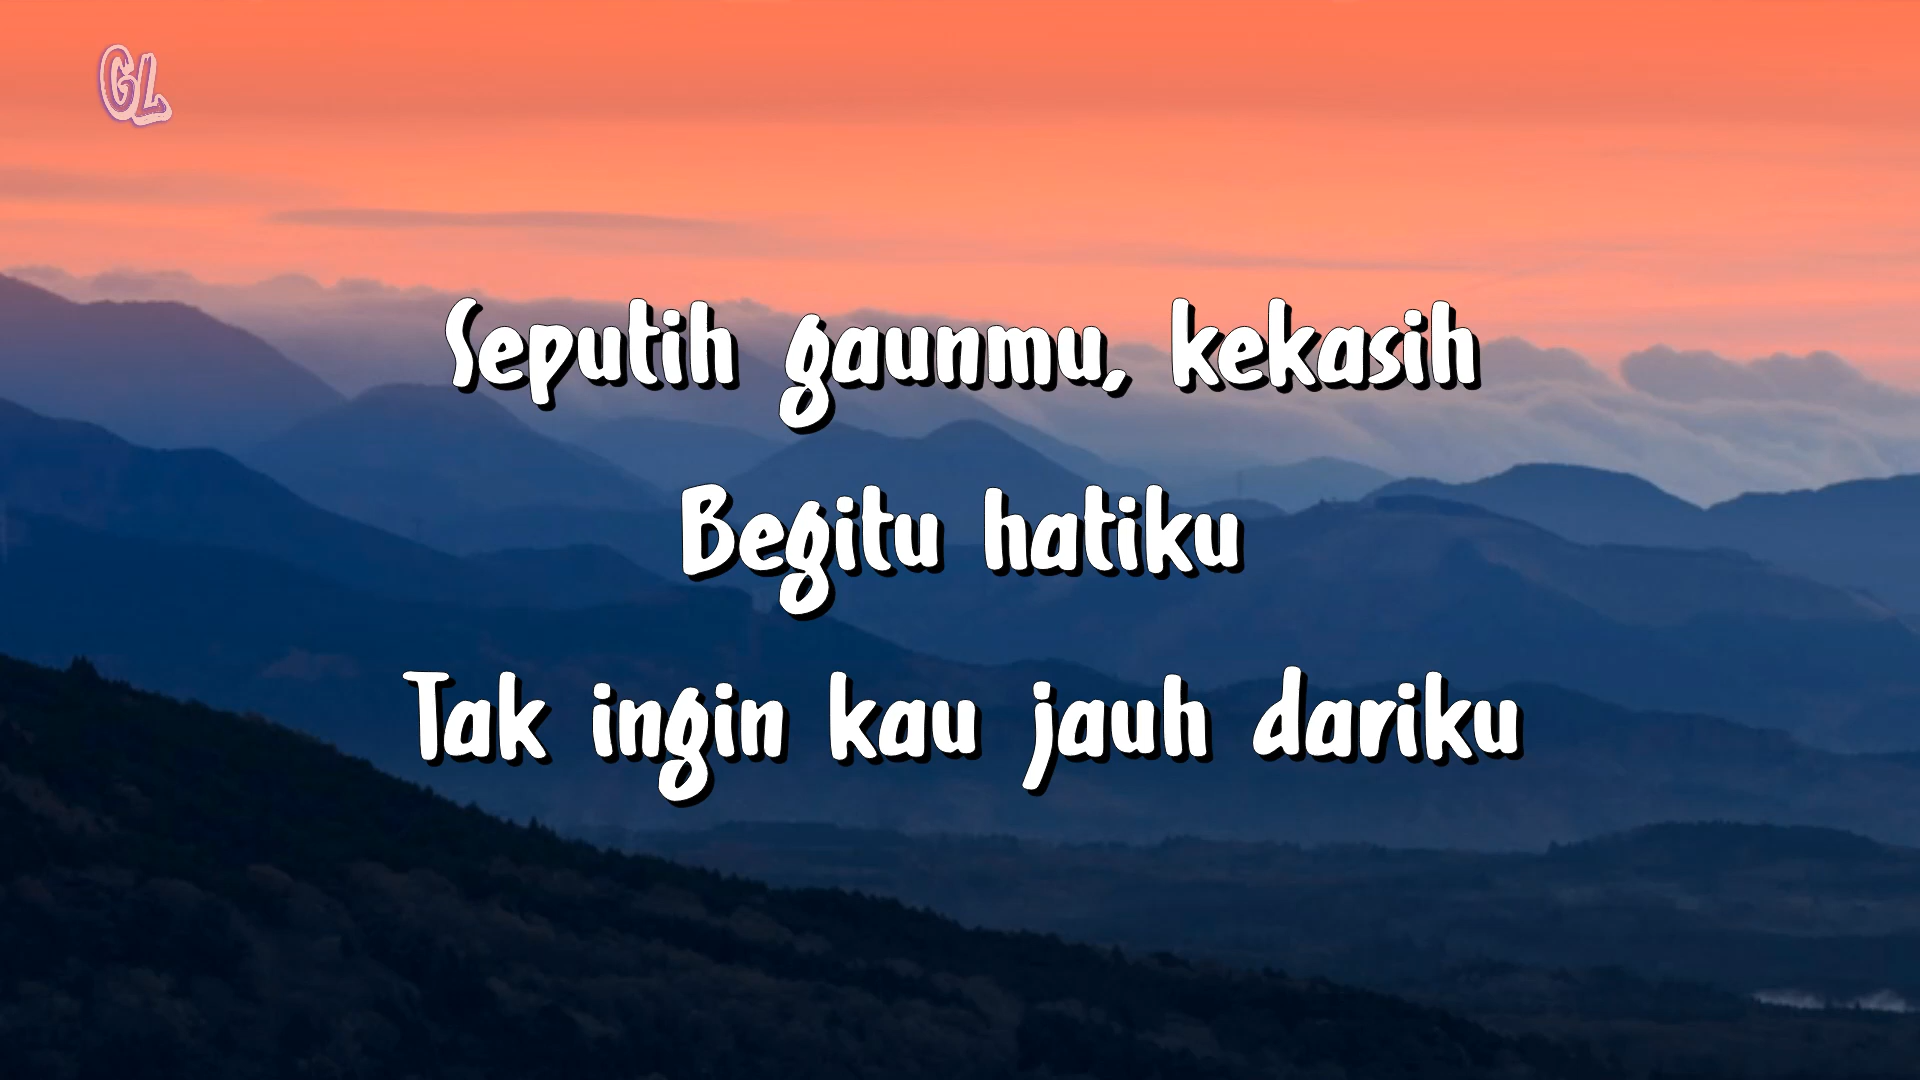 GL
Seputih gaunmu, kekasih
Begitu hatiku
Tak ingin kau jauh dariku